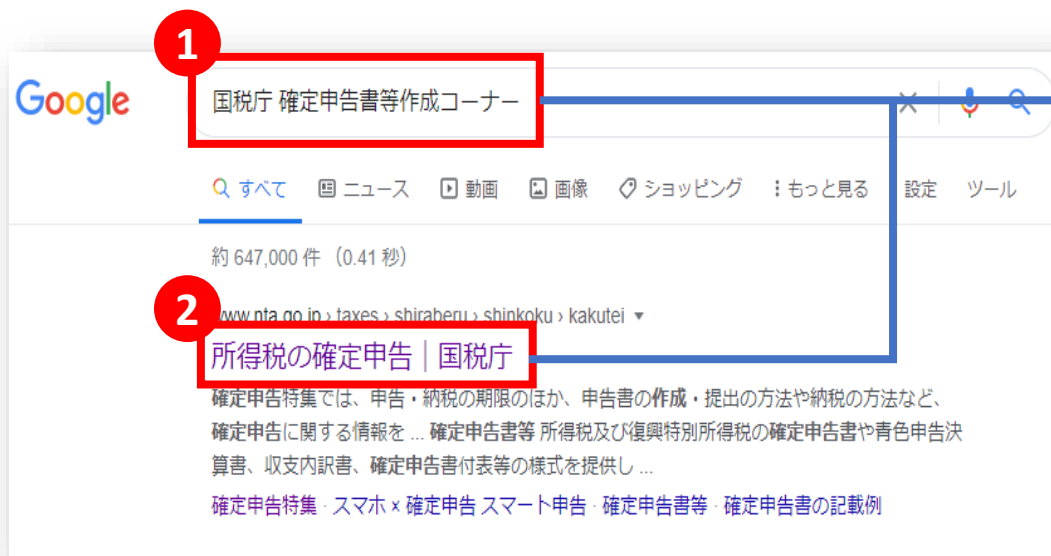 1
Google
国税庁 確定申告書等作成コーナー
すべて ニュース 動画 画像 ショッピング もっと見る 設定 ツール
約 647,000 件 (0.41 秒)
2
www.nta.go.jp › taxes › shiraberu › shinkoku › kakutei
所得税の確定申告｜国税庁
確定申告特集では、申告・納税の期限のほか、申告書の作成・提出の方法や納税の方法など、
確定申告に関する情報を ... 確定申告書等 所得税及び復興特別所得税の確定申告書や青色申告決
算書、収支内訳書、確定申告書付表等の様式を提供し ...
確定申告特集 · スマホ × 確定申告 スマート申告 · 確定申告書等 · 確定申告書の記載例